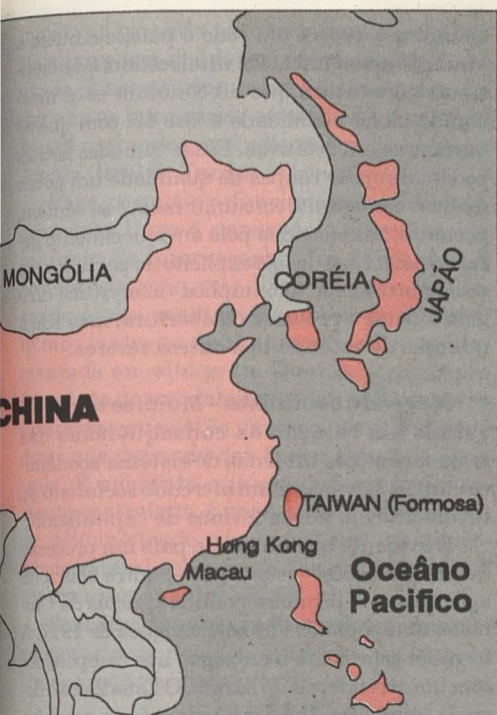 MONGÓLIA
CORÉIA
JAPÃO
CHINA
TAIWAN (Formosa)
Hong Kong
Macau
Oceâno
Pacifico